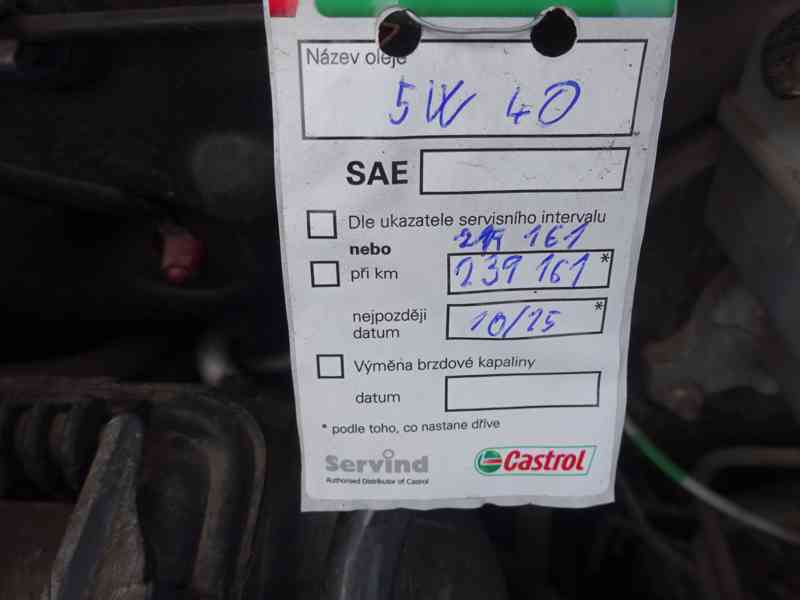 Název oleje
5W 40
SAE
Dle ukazatele servisního intervalu
nebo
161
při km
239 161 *
nejpozději
datum
10/25 *
Výměna brzdové kapaliny
datum
* podle toho, co nastane dříve
Servind
Authorised Distributor of Castrol
Castrol